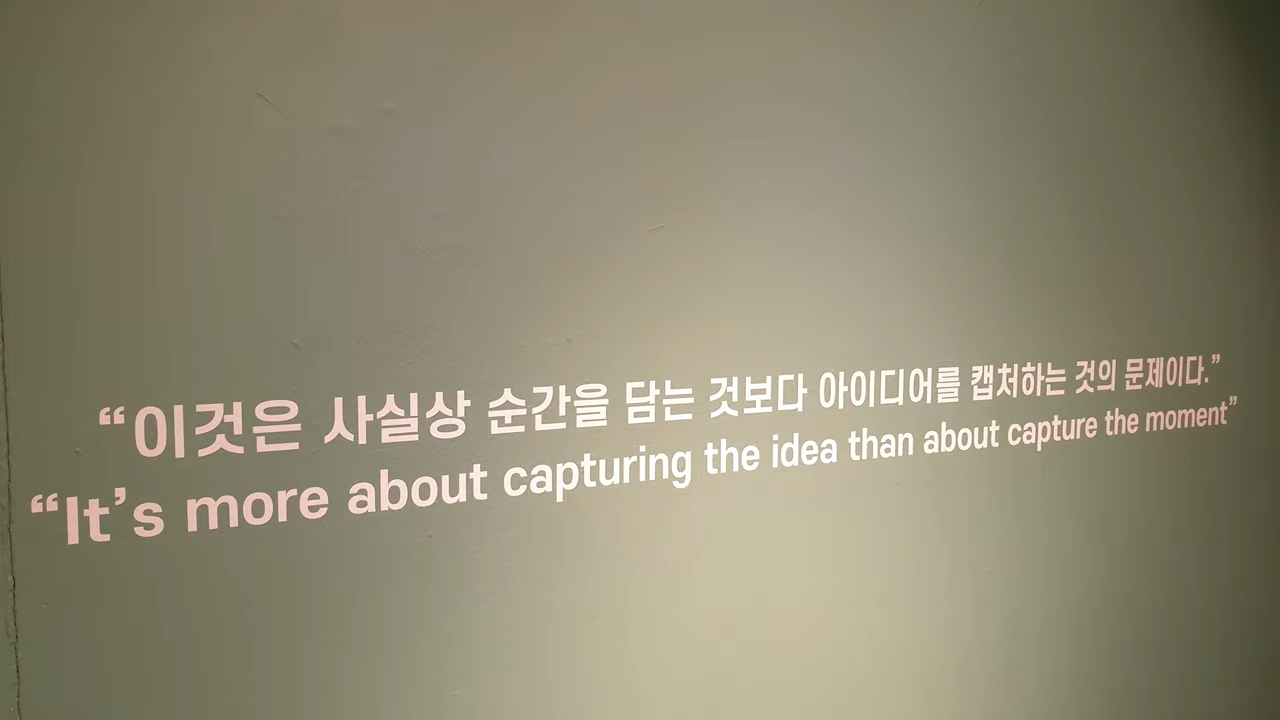 “이것은 사실상 순간을 담는 것보다 아이디어를 캡처하는 것의 문제이다.”
“It’s more about capturing the idea than about capture the moment”